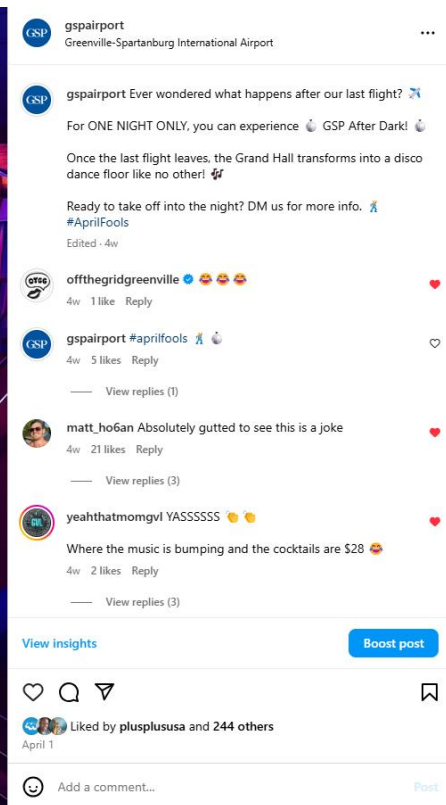 GSP
gspairport
Greenville-Spartanburg International Airport
GSP
gspairport Ever wondered what happens after our last flight? ✈️
For ONE NIGHT ONLY, you can experience 🪩 GSP After Dark! 🪩
Once the last flight leaves, the Grand Hall transforms into a disco
dance floor like no other! 🎶
Ready to take off into the night? DM us for more info. 🕺
#AprilFools
Edited · 4w
OTGG
offthegridgreenville 😂😂😂
4w 1 like Reply
GSP
gspairport #aprilfools 🕺 🪩
4w 5 likes Reply
View replies (1)
matt_ho6an Absolutely gutted to see this is a joke
4w 21 likes Reply
View replies (3)
GVL
yeahthatmomgvl YASSSSSS 👏 👏
Where the music is bumping and the cocktails are $28 😂
4w 2 likes Reply
View replies (3)
View insights
Boost post
Liked by plusplususa and 244 others
April 1
Add a comment...
Post